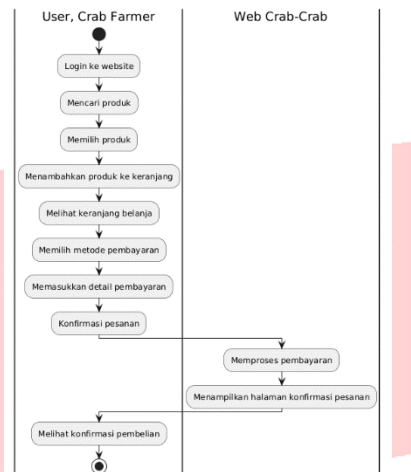 User, Crab Farmer
Web Crab-Crab
Login ke website
Mencari produk
Memilih produk
Menambahkan produk ke keranjang
Melihat keranjang belanja
Memilih metode pembayaran
Memasukkan detail pembayaran
Konfirmasi pesanan
Memproses pembayaran
Menampilkan halaman konfirmasi pesanan
Melihat konfirmasi pembelian